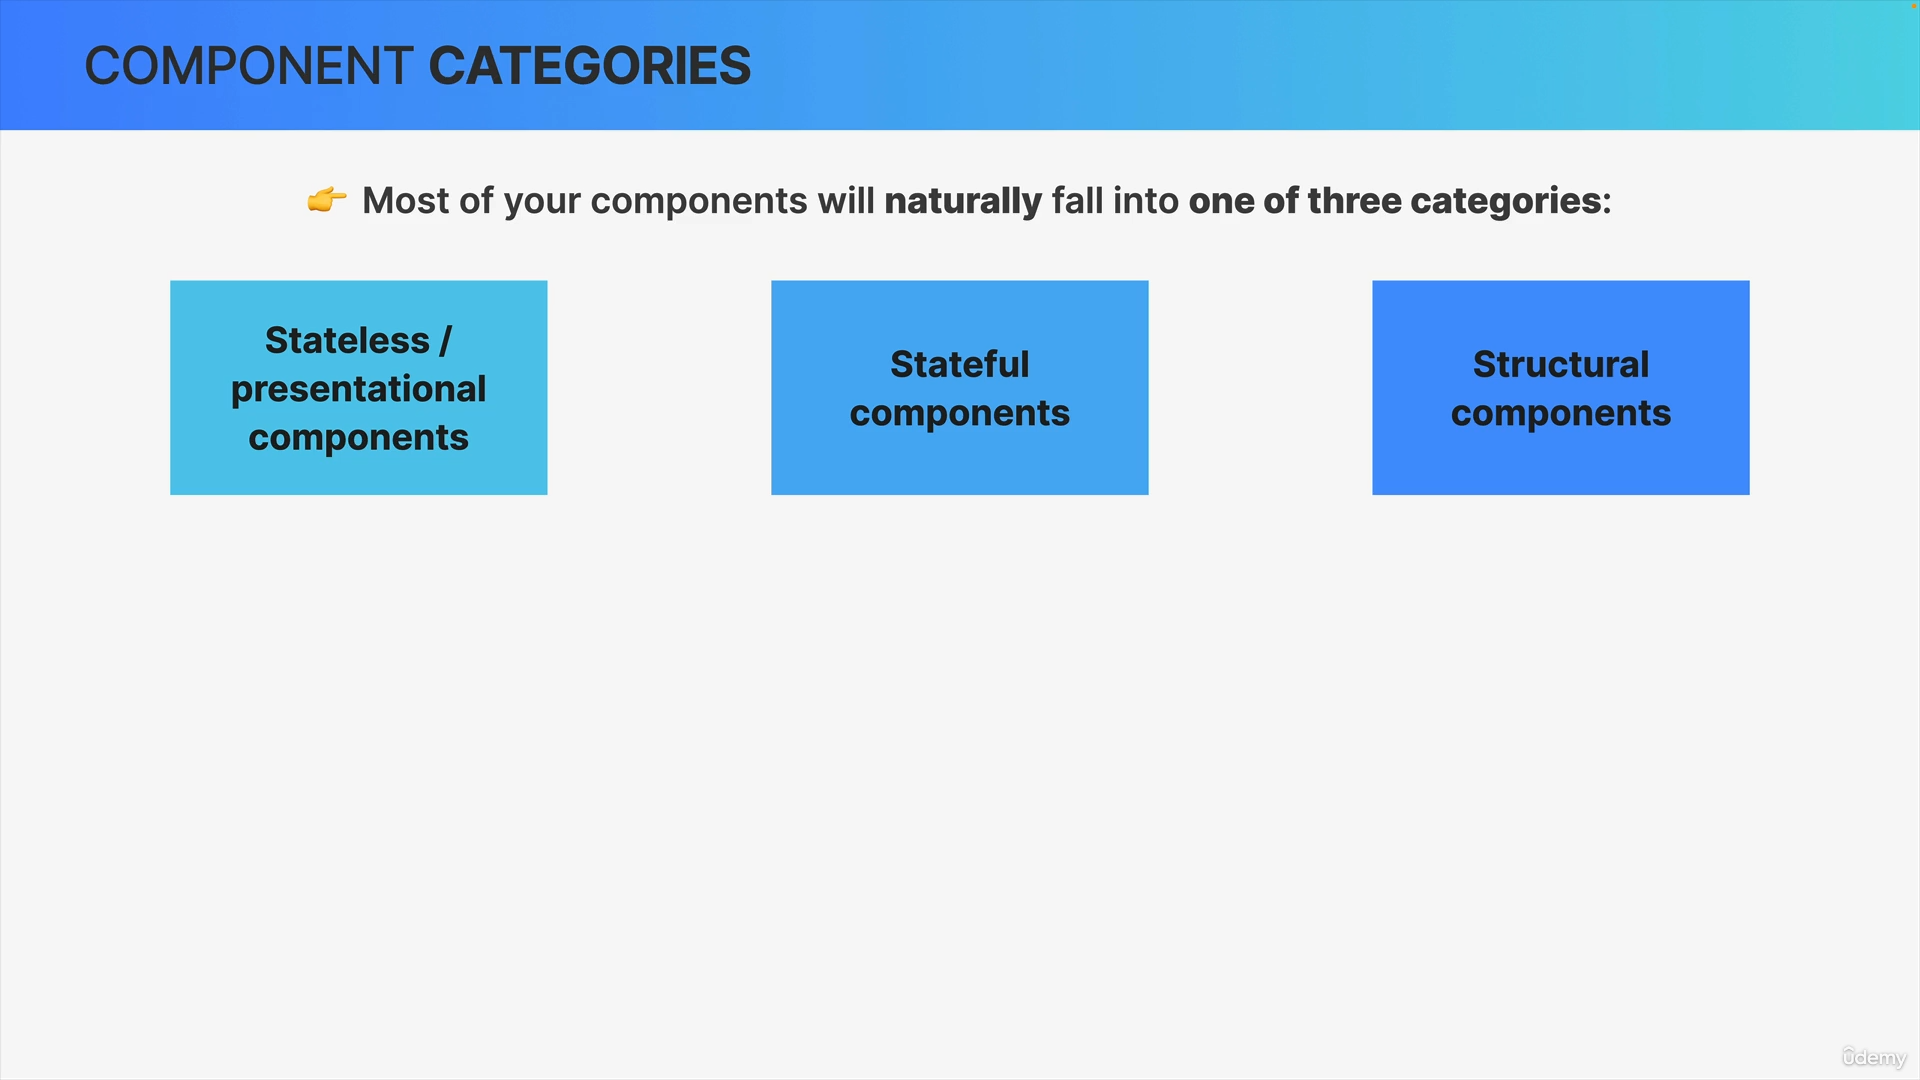 COMPONENT CATEGORIES
👉 Most of your components will naturally fall into one of three categories:
Stateless /
presentational
components
Stateful
components
Structural
components
ûdemy